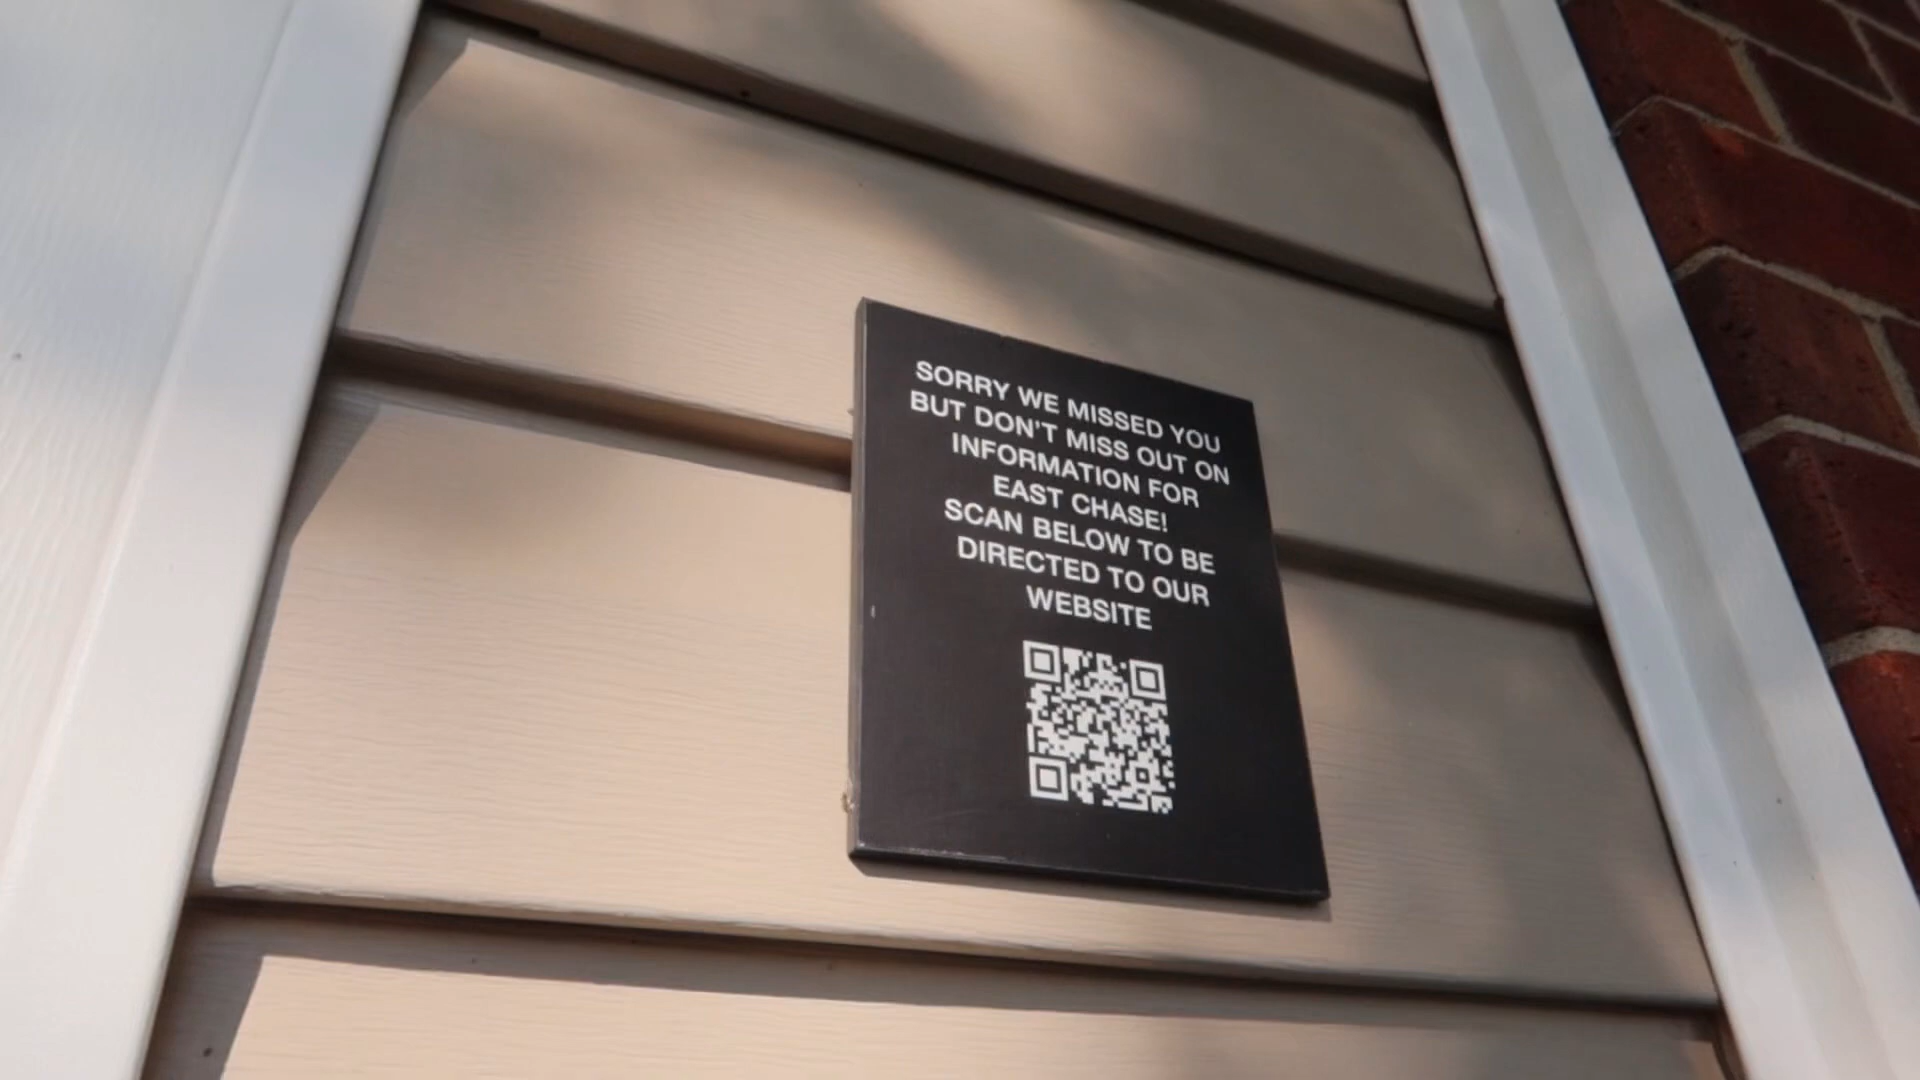 SORRY WE MISSED YOU
BUT DON'T MISS OUT ON
INFORMATION FOR
EAST CHASE!
SCAN BELOW TO BE
DIRECTED TO OUR
WEBSITE